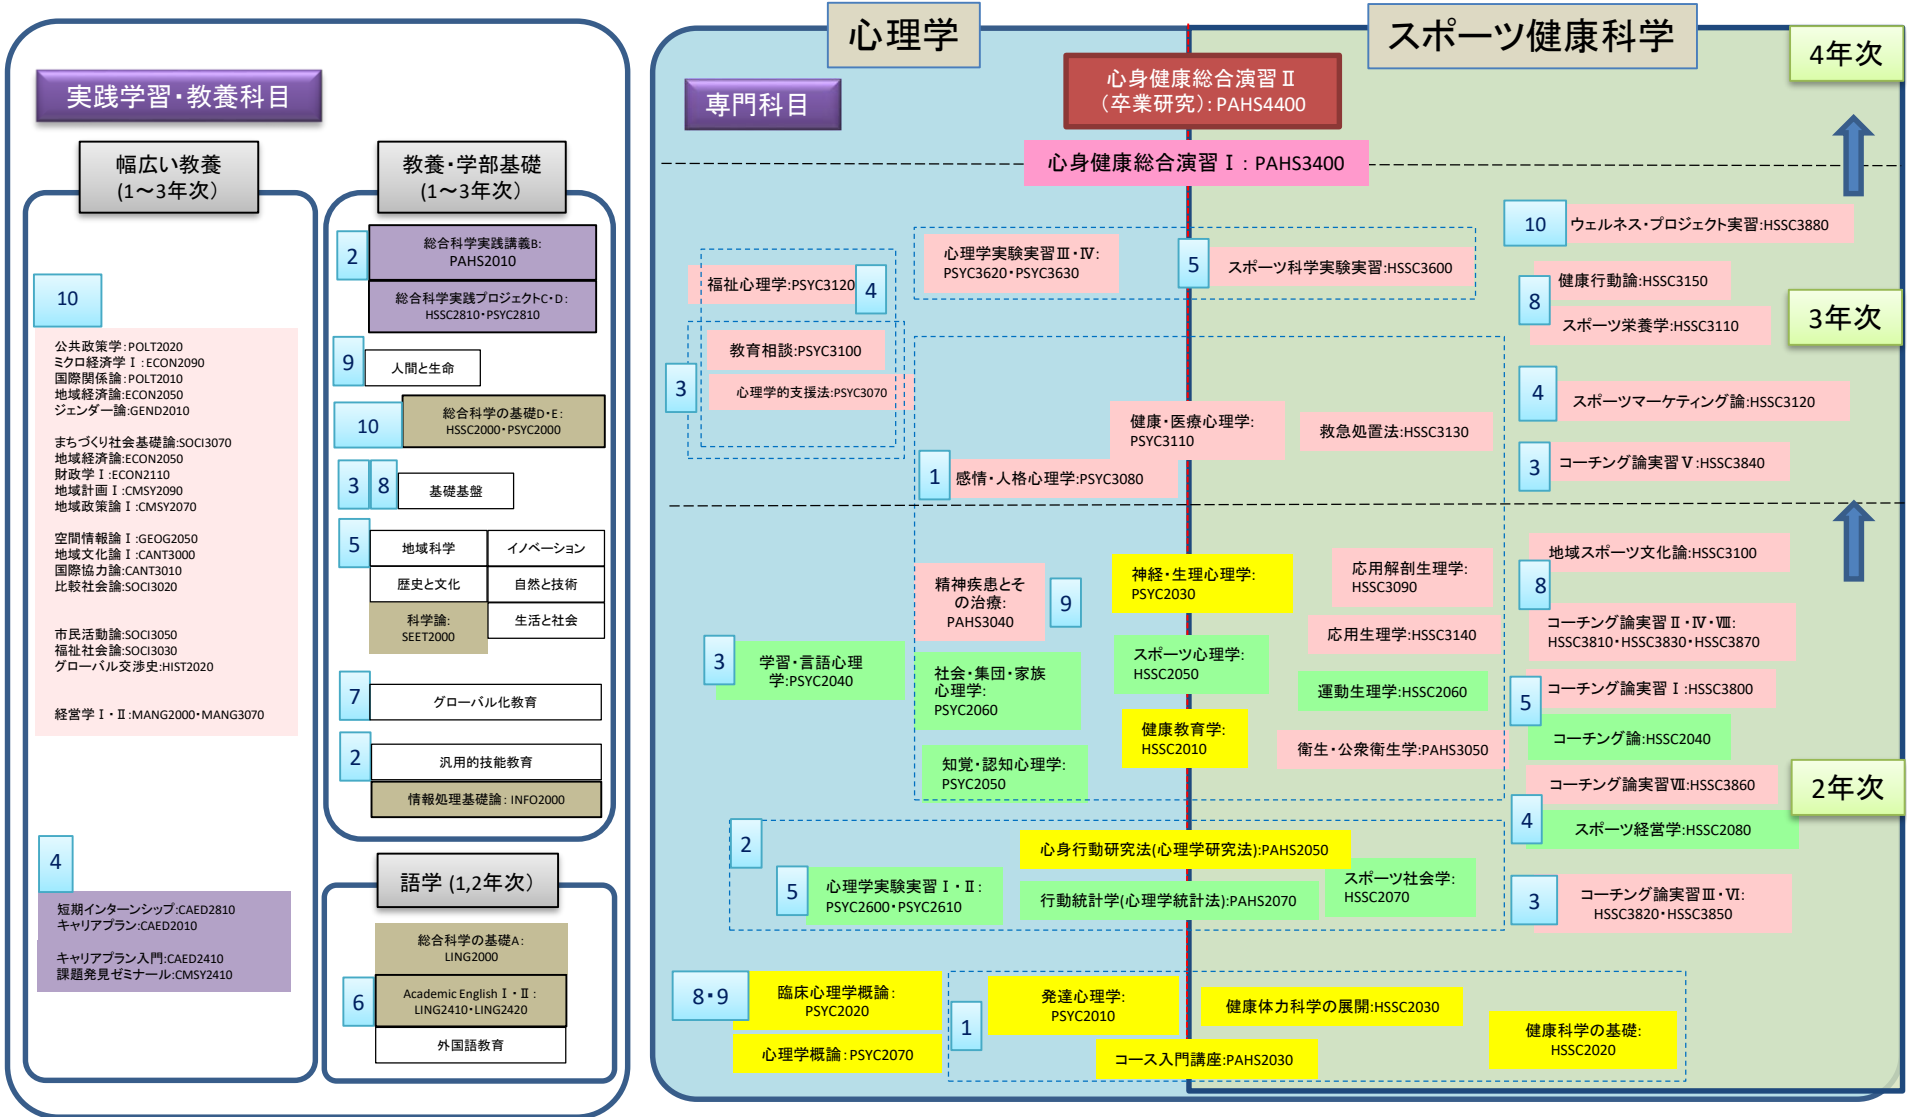 実践学習・教養科目
幅広い教養
(1～3年次)
10
公共政策学:POLT2020
ミクロ経済学Ⅰ:ECON2090
国際関係論:POLT2010
地域経済論:ECON2050
ジェンダー論:GEND2010
まちづくり社会基礎論:SOCI3070
地域経済論:ECON2050
財政学Ⅰ:ECON2110
地域計画Ⅰ:CMSY2090
地域政策論Ⅰ:CMSY2070
空間情報論Ⅰ:GEOG2050
地域文化論Ⅰ:CANT3000
国際協力論:CANT3010
比較社会論:SOCI3020
市民活動論:SOCI3050
福祉社会論:SOCI3030
グローバル交渉史:HIST2020
経営学Ⅰ・Ⅱ:MANG2000・MANG3070
4
短期インターンシップ:CAED2810
キャリアプラン:CAED2010
キャリアプラン入門:CAED2410
課題発見ゼミナール:CMSY2410
教養・学部基礎
(1～3年次)
2
総合科学実践講義B:
PAHS2010
総合科学実践プロジェクトC・D:
HSSC2810・PSYC2810
9
人間と生命
10
総合科学の基礎D・E:
HSSC2000・PSYC2000
3
8
基礎基盤
5
地域科学
イノベーション
歴史と文化
自然と技術
科学論:
SEET2000
生活と社会
7
グローバル化教育
2
汎用的技能教育
情報処理基礎論:INFO2000
語学 (1,2年次)
総合科学の基礎A:
LING2000
6
Academic English Ⅰ・Ⅱ:
LING2410・LING2420
外国語教育
心理学
スポーツ健康科学
4年次
専門科目
心身健康総合演習Ⅱ
(卒業研究):PAHS4400
心身健康総合演習Ⅰ:PAHS3400
10
ウェルネス・プロジェクト実習:HSSC3880
心理学実験実習Ⅲ・Ⅳ:
PSYC3620・PSYC3630
5
スポーツ科学実験実習:HSSC3600
福祉心理学:PSYC3120
4
8
健康行動論:HSSC3150
スポーツ栄養学:HSSC3110
3年次
3
教育相談:PSYC3100
心理学的支援法:PSYC3070
4
スポーツマーケティング論:HSSC3120
健康・医療心理学:
PSYC3110
救急処置法:HSSC3130
1
感情・人格心理学:PSYC3080
3
コーチング論実習Ⅴ:HSSC3840
地域スポーツ文化論:HSSC3100
8
コーチング論実習Ⅱ・Ⅳ・Ⅷ:
HSSC3810・HSSC3830・HSSC3870
精神疾患とそ
の治療:
PAHS3040
9
神経・生理心理学:
PSYC2030
応用解剖生理学:
HSSC3090
応用生理学:HSSC3140
3
学習・言語心理
学:PSYC2040
社会・集団・家族
心理学:
PSYC2060
スポーツ心理学:
HSSC2050
運動生理学:HSSC2060
5
コーチング論実習Ⅰ:HSSC3800
コーチング論:HSSC2040
健康教育学:
HSSC2010
衛生・公衆衛生学:PAHS3050
知覚・認知心理学:
PSYC2050
コーチング論実習Ⅶ:HSSC3860
2年次
4
スポーツ経営学:HSSC2080
2
心身行動研究法(心理学研究法):PAHS2050
5
心理学実験実習Ⅰ・Ⅱ:
PSYC2600・PSYC2610
行動統計学(心理学統計法):PAHS2070
スポーツ社会学:
HSSC2070
3
コーチング論実習Ⅲ・Ⅵ:
HSSC3820・HSSC3850
8・9
臨床心理学概論:
PSYC2020
心理学概論:PSYC2070
1
発達心理学:
PSYC2010
健康体力科学の展開:HSSC2030
健康科学の基礎:
HSSC2020
コース入門講座:PAHS2030